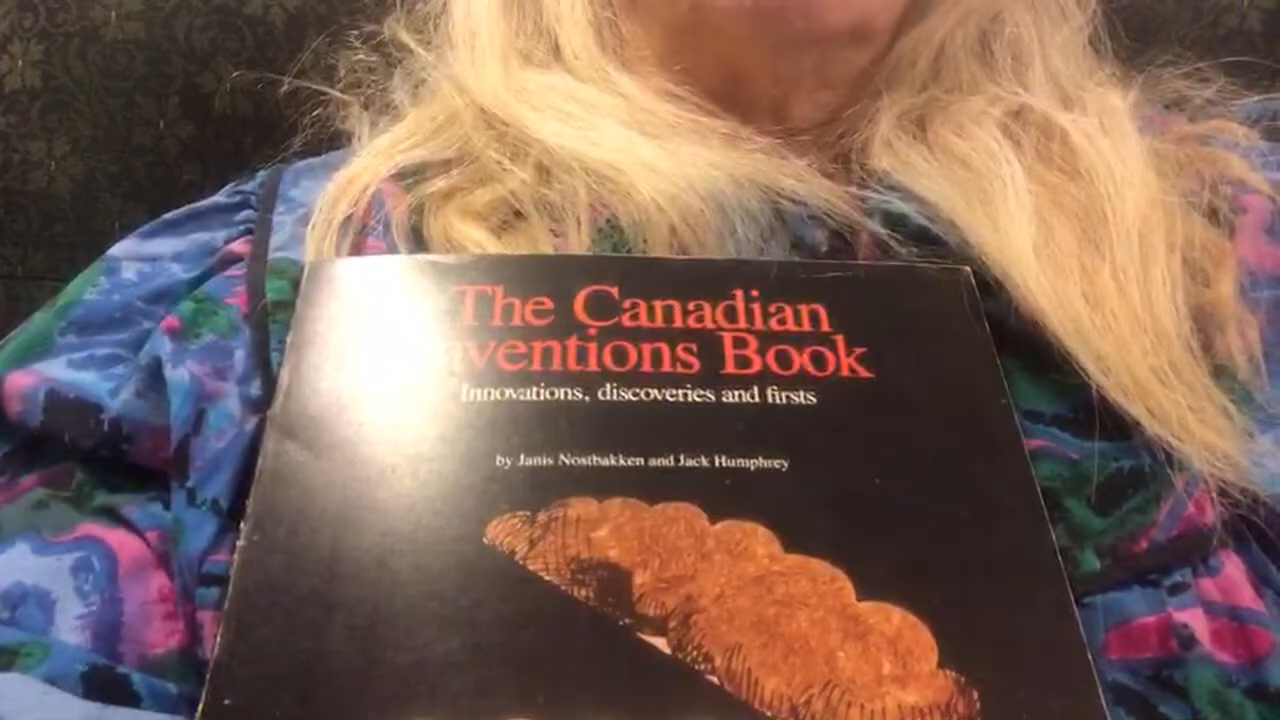 The Canadian
ventions Book
Innovations, discoveries and firsts
by Janis Nostbakken and Jack Humphrey